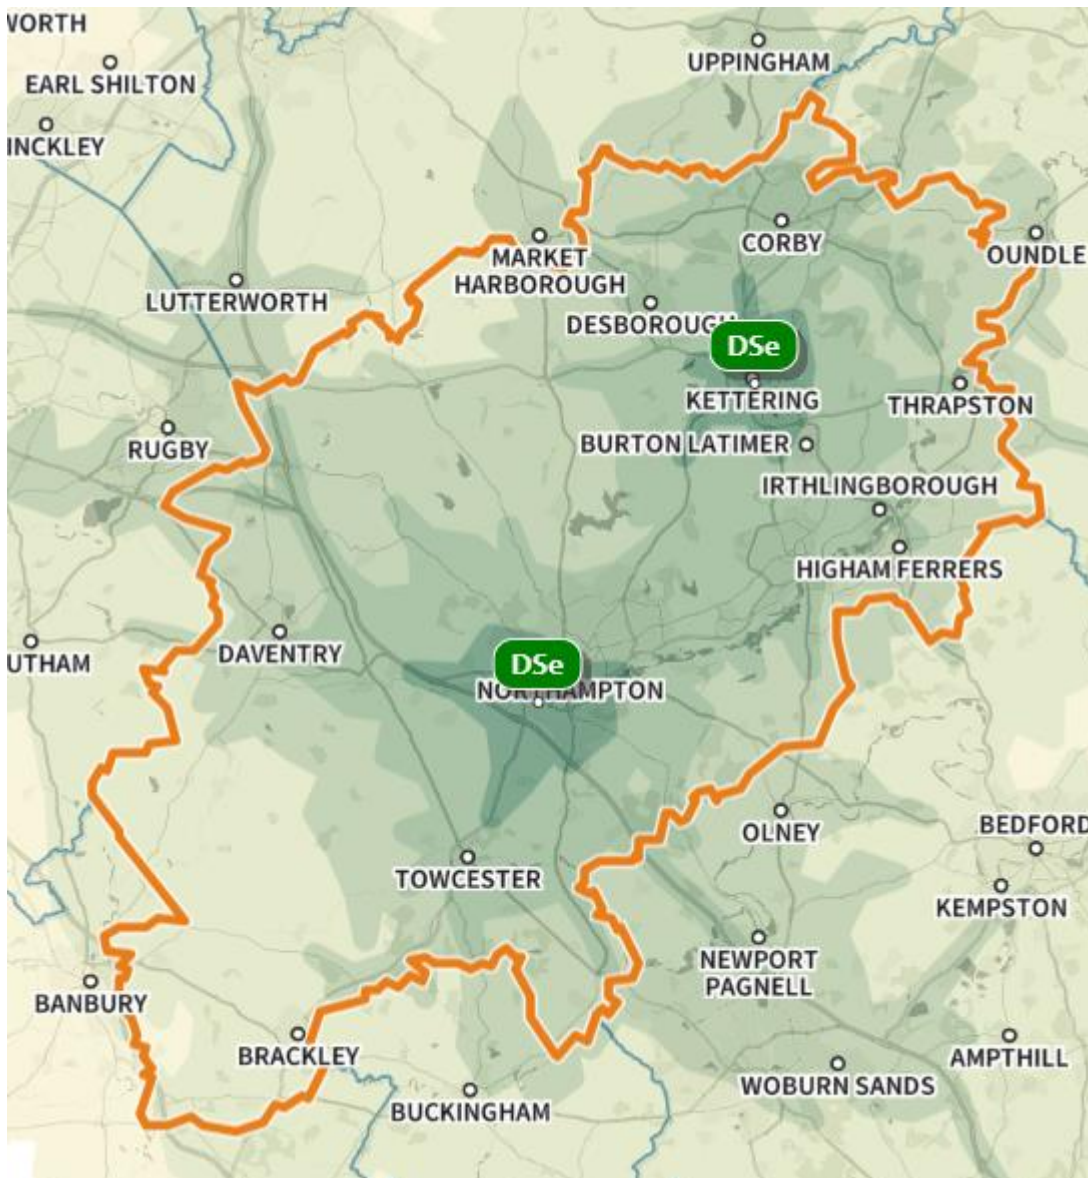 WORTH
UPPINGHAM
EARL SHILTON
INCKLEY
CORBY
MARKET
HARBOROUGH
OUNDLE
LUTTERWORTH
DESBOROUGH
DSe
KETTERING
THRAPSTON
RUGBY
BURTON LATIMER
IRTHLINGBOROUGH
HIGHAM FERRERS
UTHAM
DAVENTRY
DSe
NORTHAMPTON
OLNEY
BEDFORD
TOWCESTER
KEMPSTON
NEWPORT
PAGNELL
BANBURY
BRACKLEY
AMPTHILL
WOBURN SANDS
BUCKINGHAM